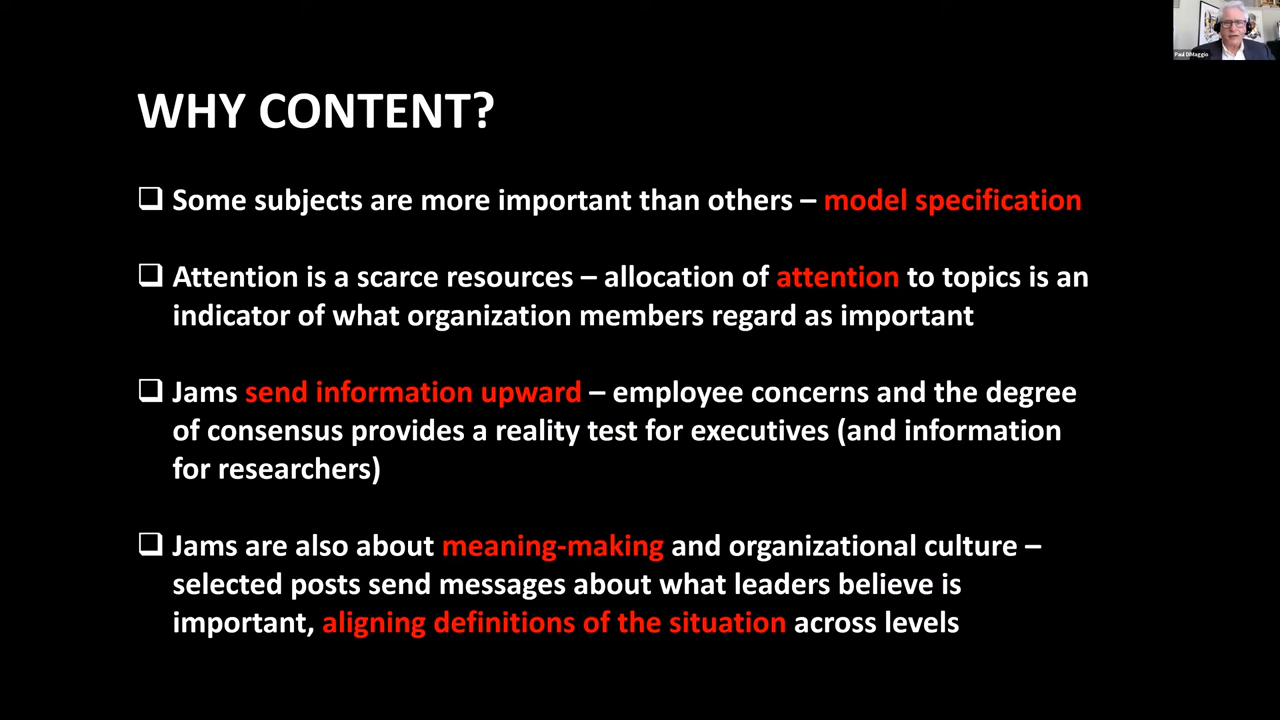 Paul DiMaggio
WHY CONTENT?
Some subjects are more important than others – model specification
Attention is a scarce resources – allocation of attention to topics is an
indicator of what organization members regard as important
Jams send information upward – employee concerns and the degree
of consensus provides a reality test for executives (and information
for researchers)
Jams are also about meaning-making and organizational culture –
selected posts send messages about what leaders believe is
important, aligning definitions of the situation across levels